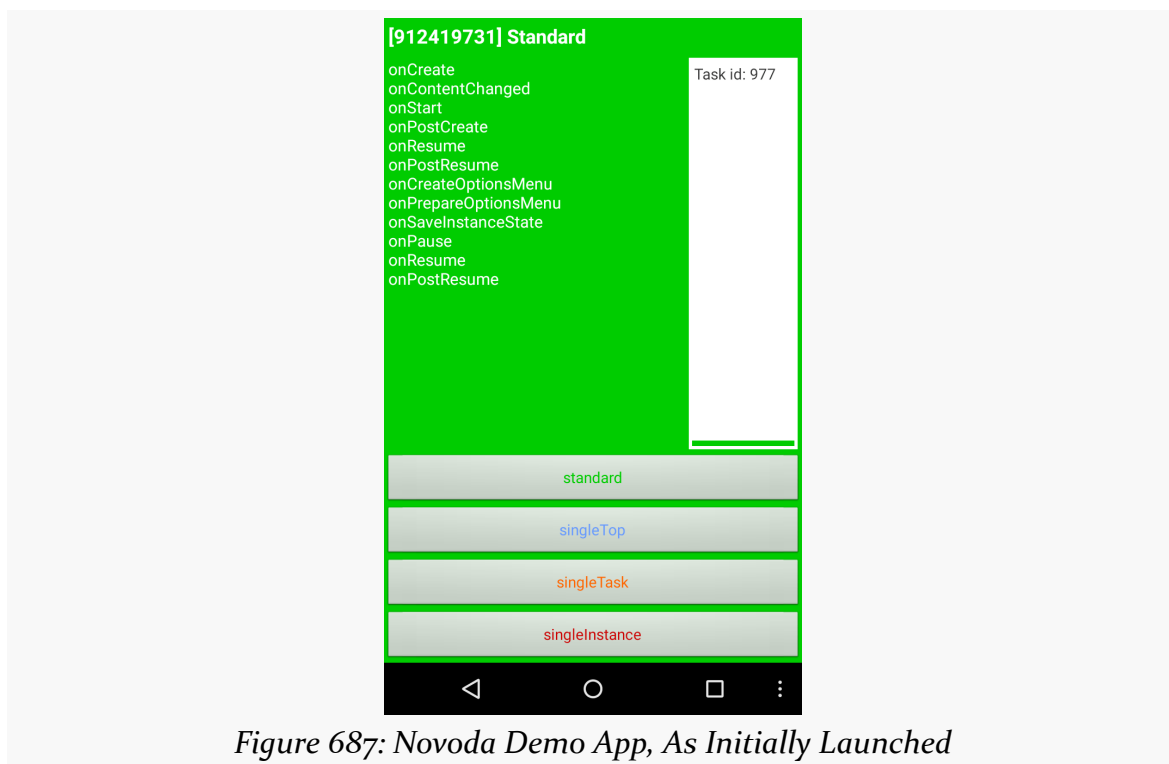 [912419731] Standard
onCreate
onContentChanged
onStart
onPostCreate
onResume
onPostResume
onCreateOptionsMenu
onPrepareOptionsMenu
onSaveInstanceState
onPause
onResume
onPostResume
Task id: 977
standard
singleTop
singleTask
singleInstance
Figure 687: Novoda Demo App, As Initially Launched